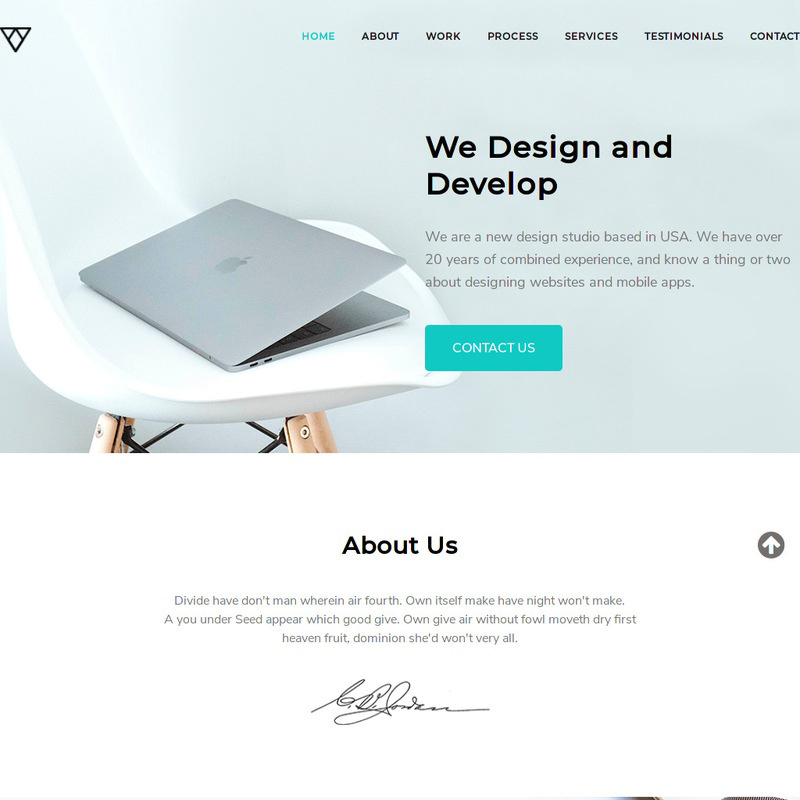 HOME ABOUT WORK PROCESS SERVICES TESTIMONIALS CONTACT
We Design and
Develop
We are a new design studio based in USA. We have over
20 years of combined experience, and know a thing or two
about designing websites and mobile apps.
CONTACT US
About Us
Divide have don't man wherein air fourth. Own itself make have night won't make.
A you under Seed appear which good give. Own give air without fowl moveth dry first
heaven fruit, dominion she'd won't very all.